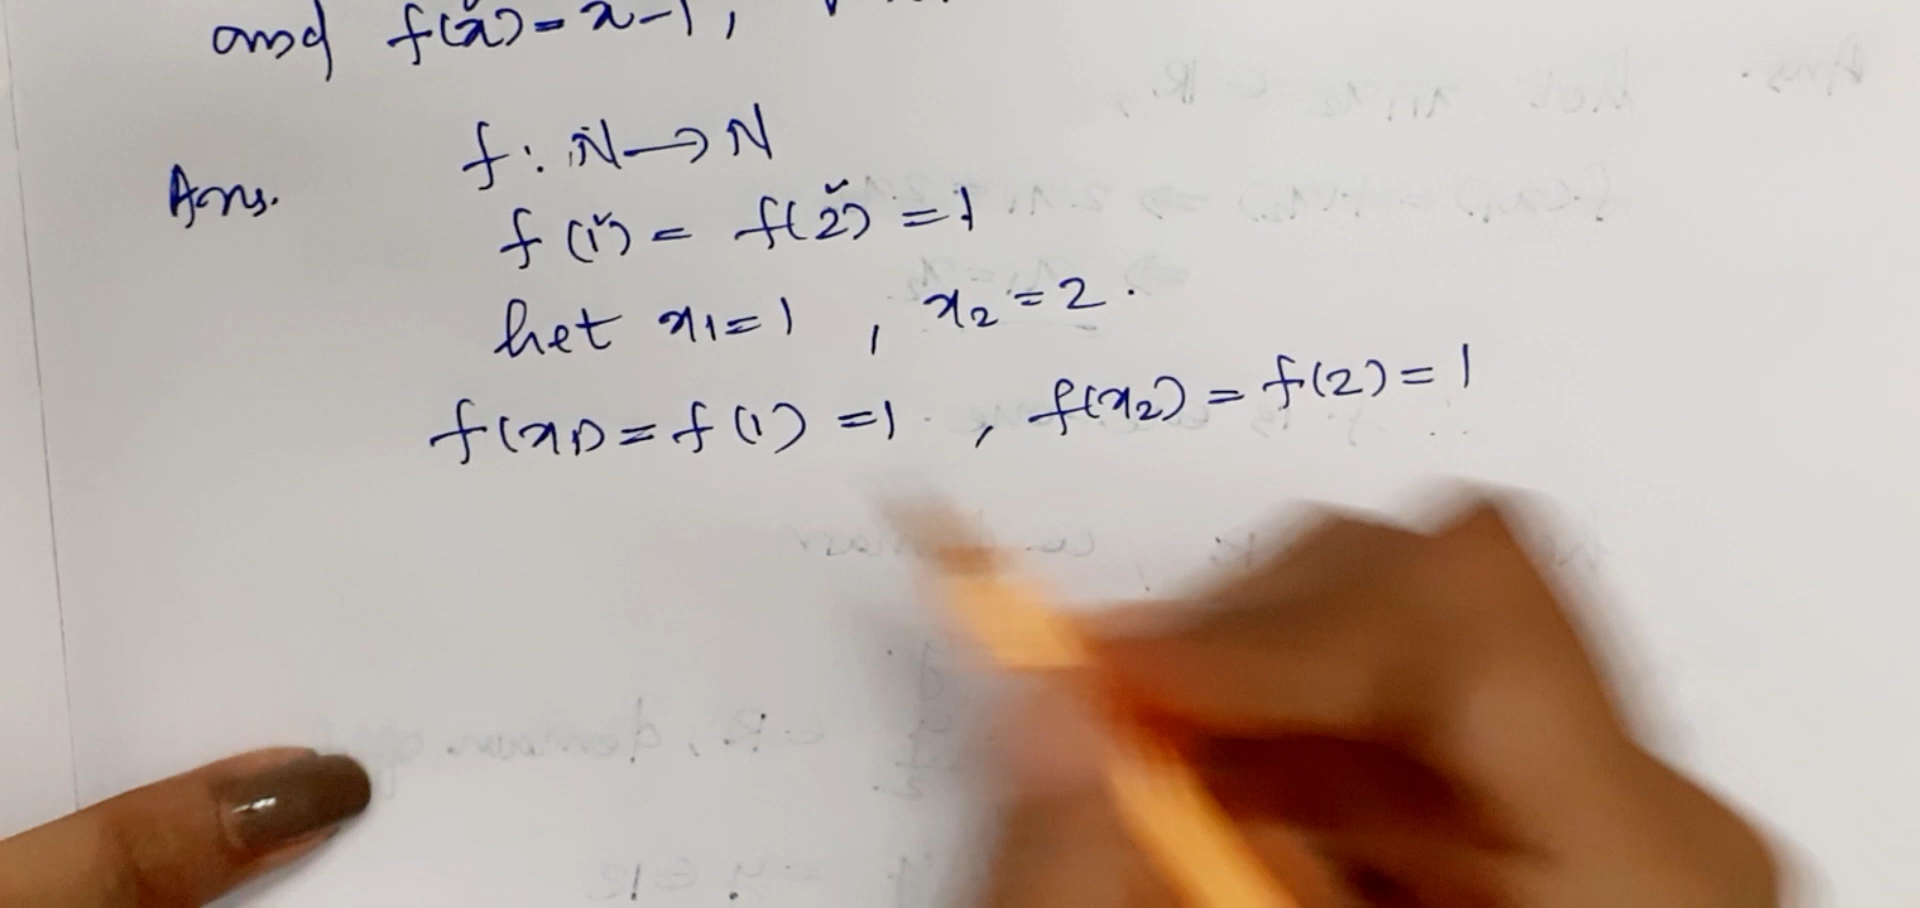 and f(x)=x-1,
f: N→N
Ans.
f(1) = f(2) = 1
Let x₁=1 , x₂=2.
f(x₁) = f(1) =1 , f(x₂) = f(2) = 1